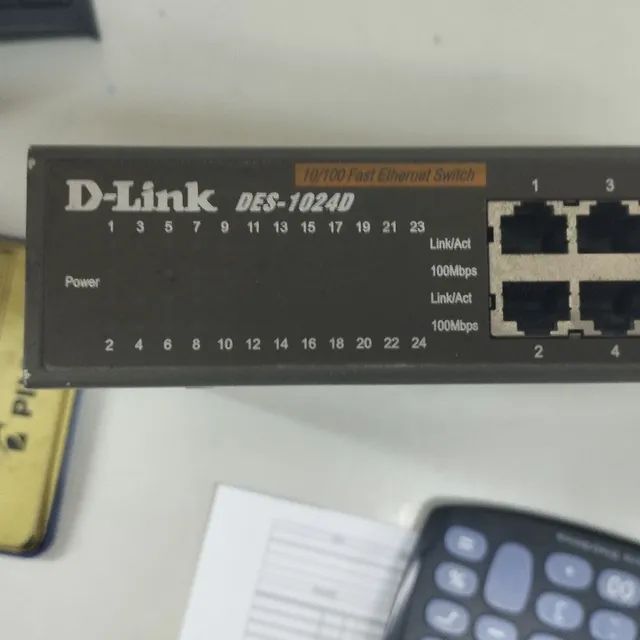 10/100 Fast Ethernet Switch
D-Link DES-1024D
1 3
1 3 5 7 9 11 13 15 17 19 21 23
Link/Act
100Mbps
Power
Link/Act
100Mbps
2 4 6 8 10 12 14 16 18 20 22 24
2 4
%
00